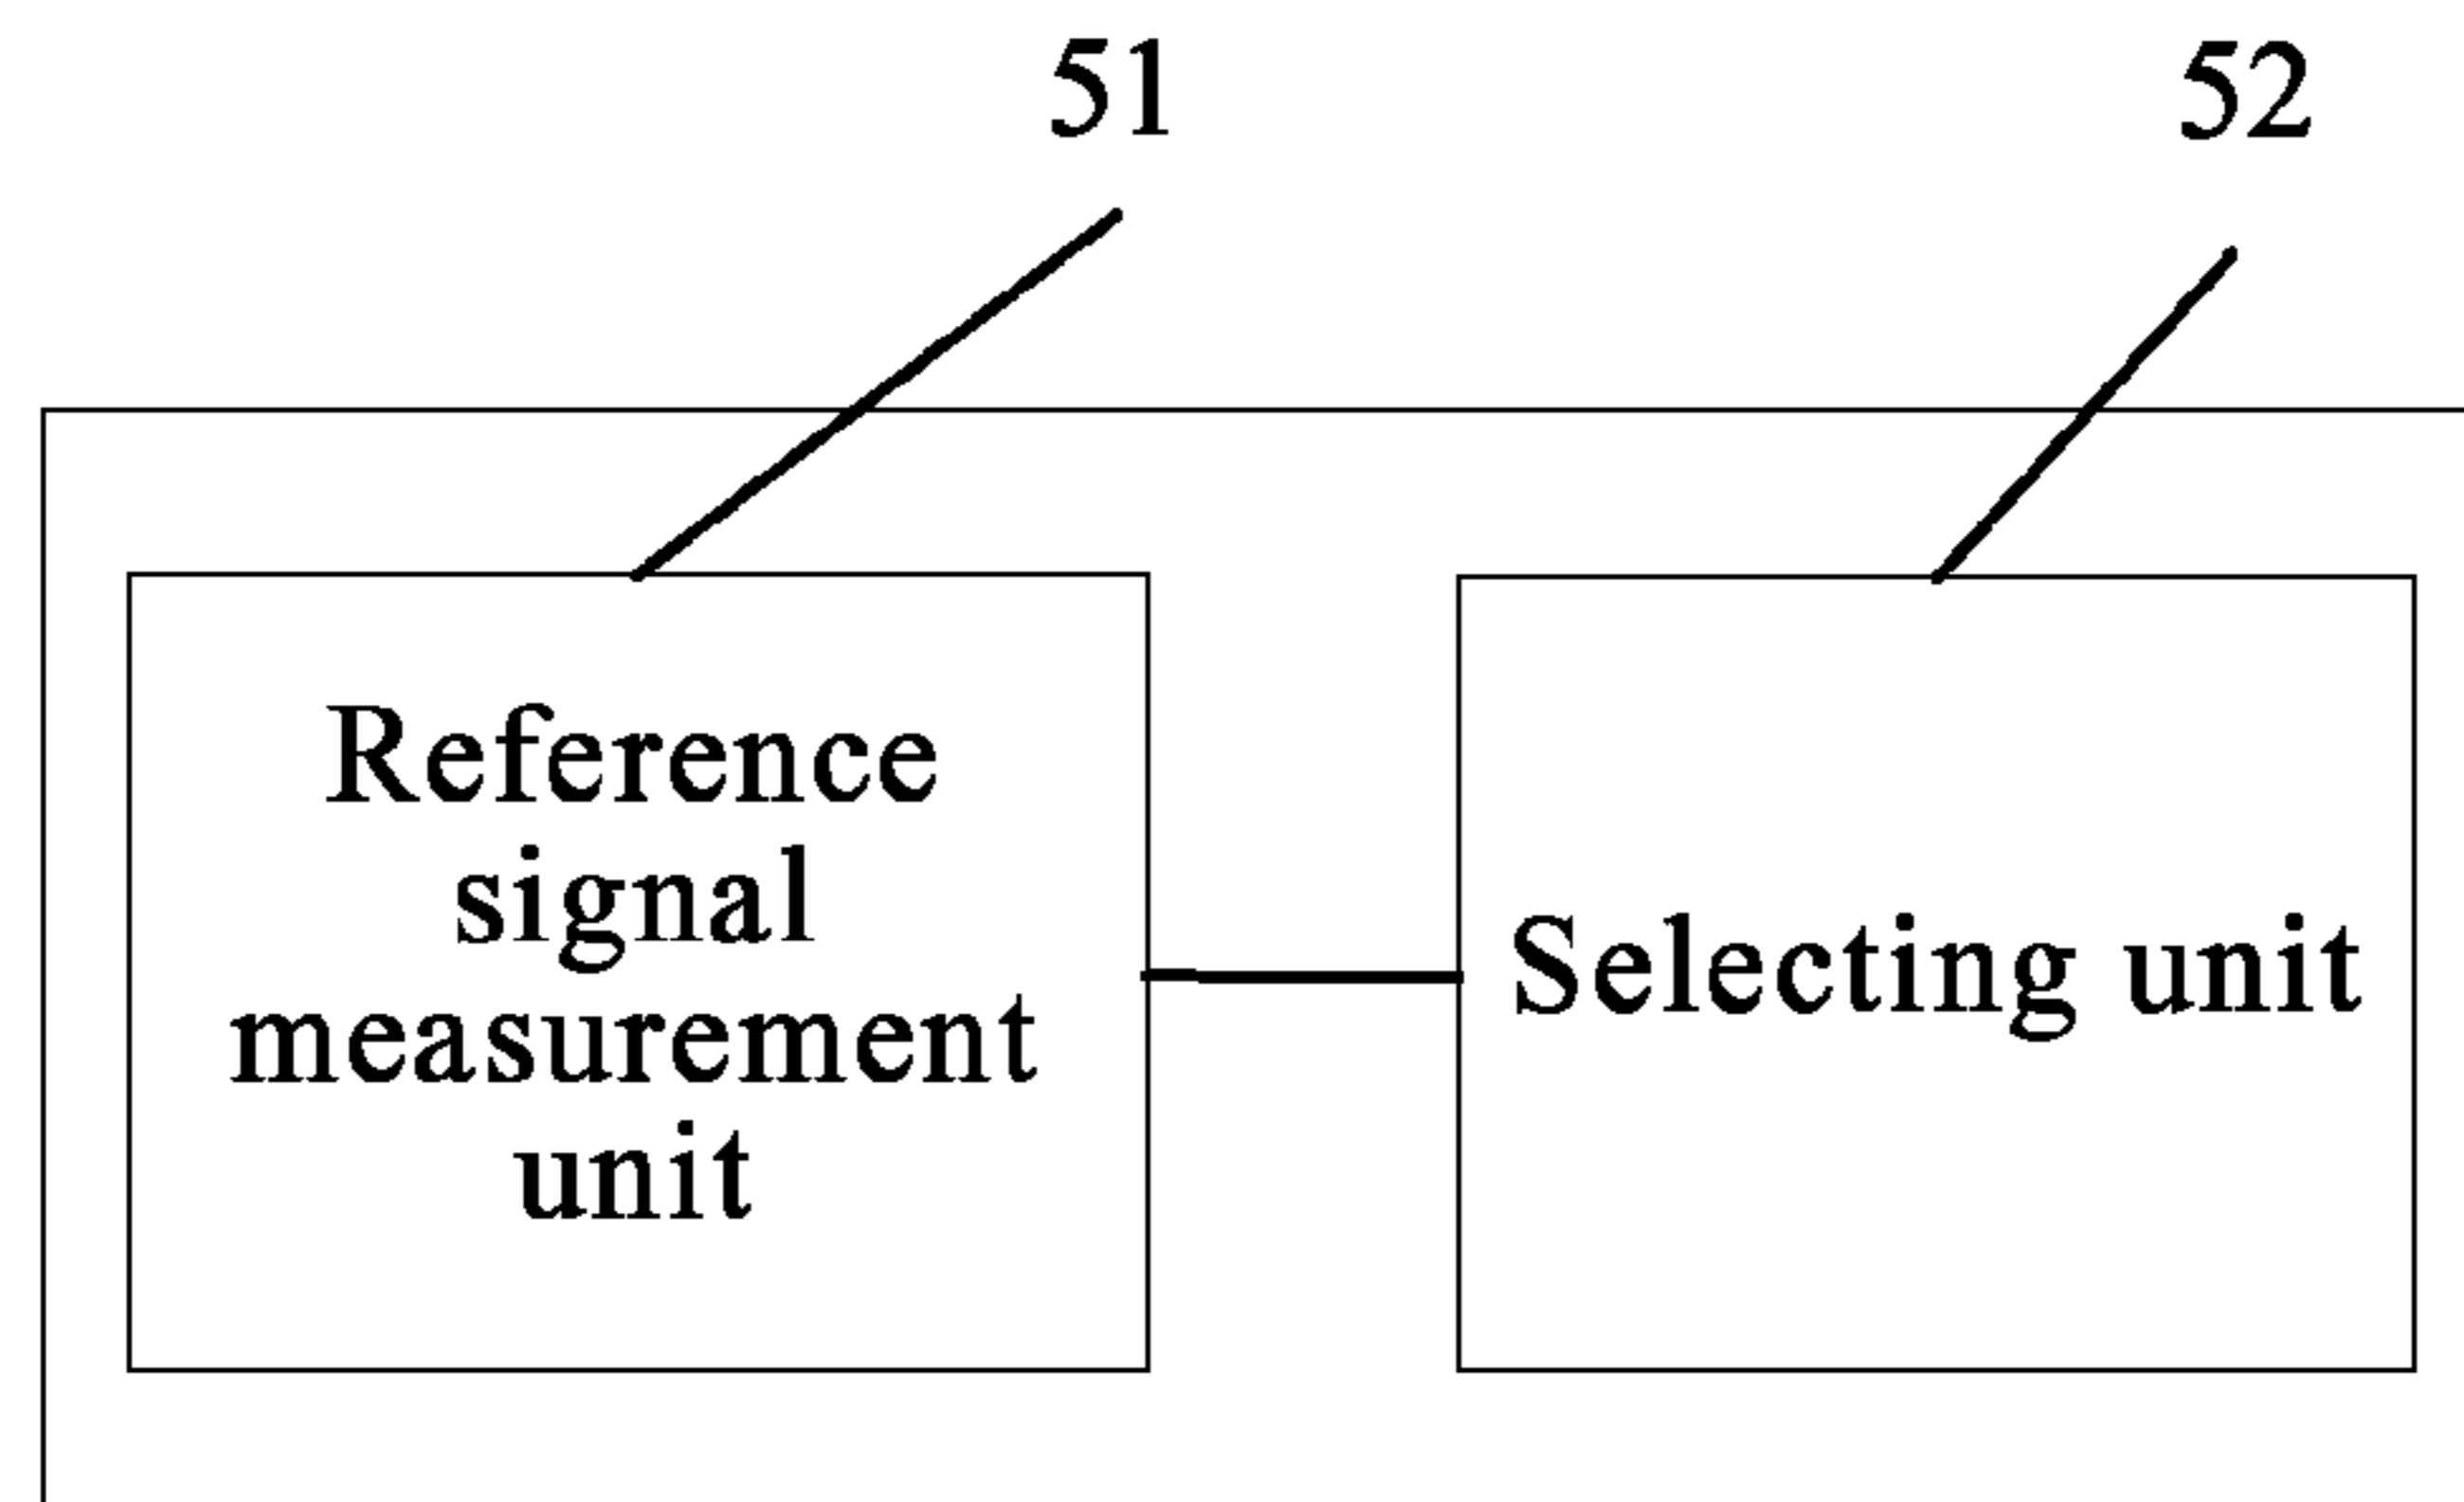 51
52
Reference
signal
measurement
unit
Selecting unit